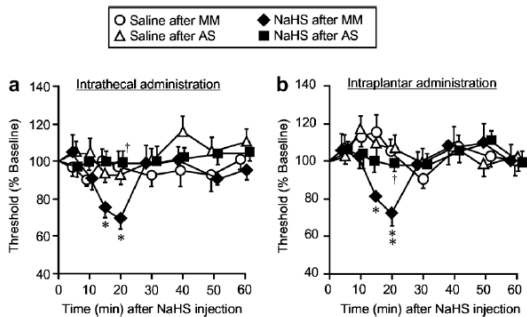 Saline after MM
NaHS after MM
Saline after AS
NaHS after AS
a
Intrathecal administration
Threshold (% Baseline)
140
120
100
80
60
40
†
*
*
0 10 20 30 40 50 60
Time (min) after NaHS injection
b
Intraplantar administration
Threshold (% Baseline)
140
120
100
80
60
40
†
*
*
*
0 10 20 30 40 50 60
Time (min) after NaHS injection